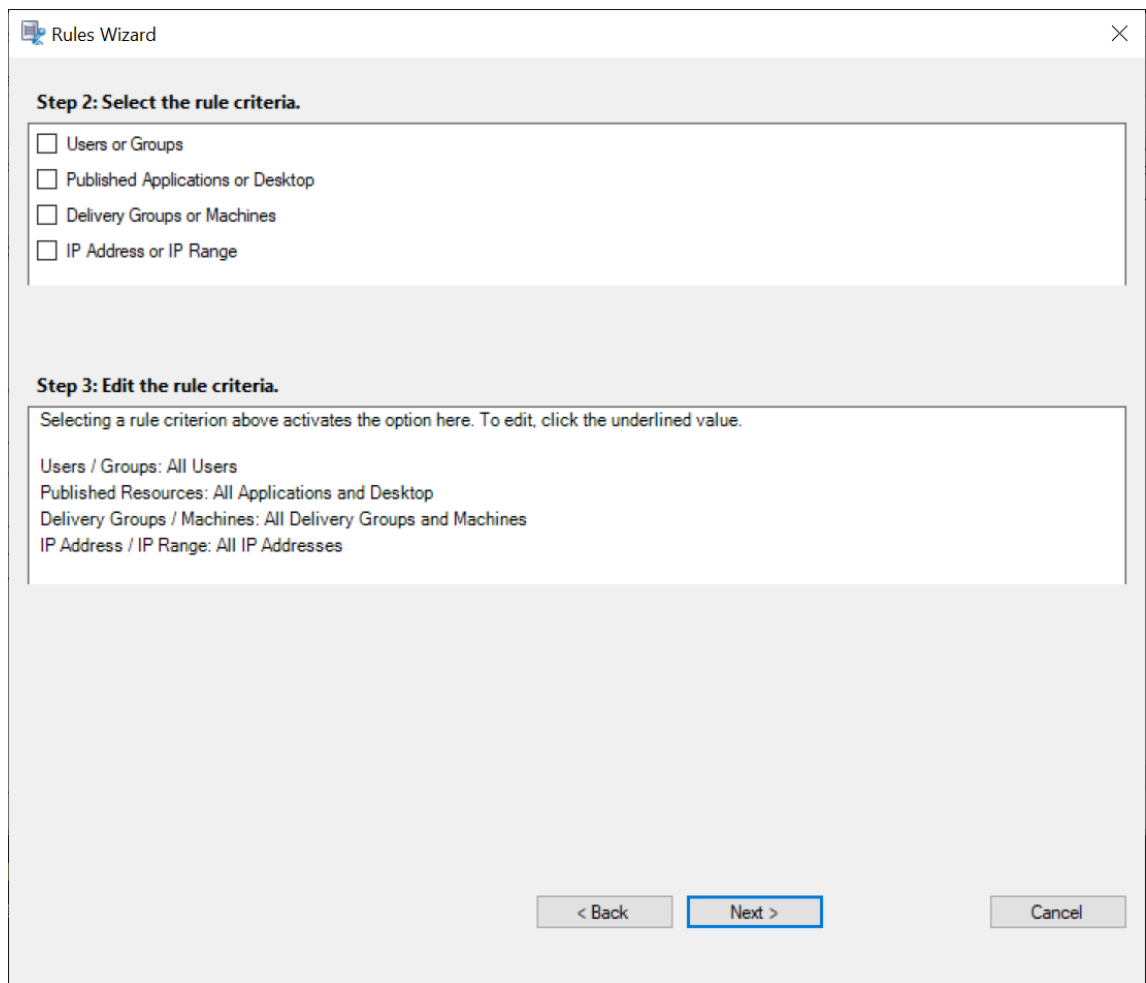 Rules Wizard
Step 2: Select the rule criteria.
Users or Groups
Published Applications or Desktop
Delivery Groups or Machines
IP Address or IP Range
Step 3: Edit the rule criteria.
Selecting a rule criterion above activates the option here. To edit, click the underlined value.
Users / Groups: All Users
Published Resources: All Applications and Desktop
Delivery Groups / Machines: All Delivery Groups and Machines
IP Address / IP Range: All IP Addresses
< Back
Next >
Cancel